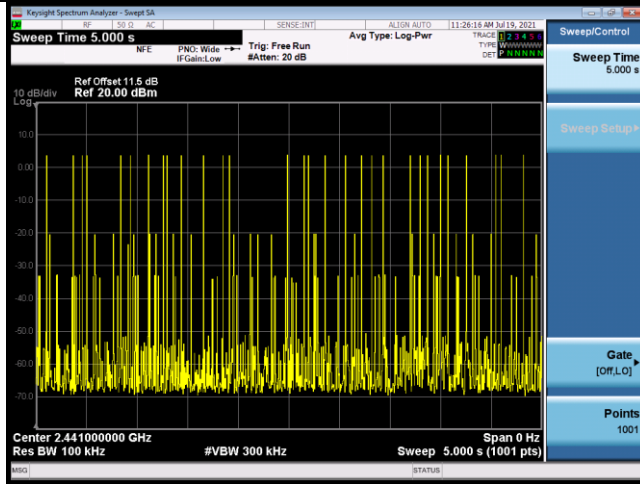 Keysight Spectrum Analyzer - Swept SA
RF 50 Ω AC SENSE:INT ALIGN AUTO 11:26:16 AM Jul 19, 2021
Sweep Time 5.000 s
NFE
PNO: Wide
IFGain:Low
Trig: Free Run
#Atten: 20 dB
Avg Type: Log-Pwr
TRACE 1 2 3 4 5 6
TYPE WWWWWW
DET P NNNNN
Ref Offset 11.5 dB
10 dB/div Ref 20.00 dBm
Log
10.0
0.00
-10.0
-20.0
-30.0
-40.0
-50.0
-60.0
-70.0
Center 2.441000000 GHz Span 0 Hz
Res BW 100 kHz #VBW 300 kHz Sweep 5.000 s (1001 pts)
MSG STATUS
Sweep/Control
Sweep Time
5.000 s
Sweep Setup
Gate
[Off,LO]
Points
1001